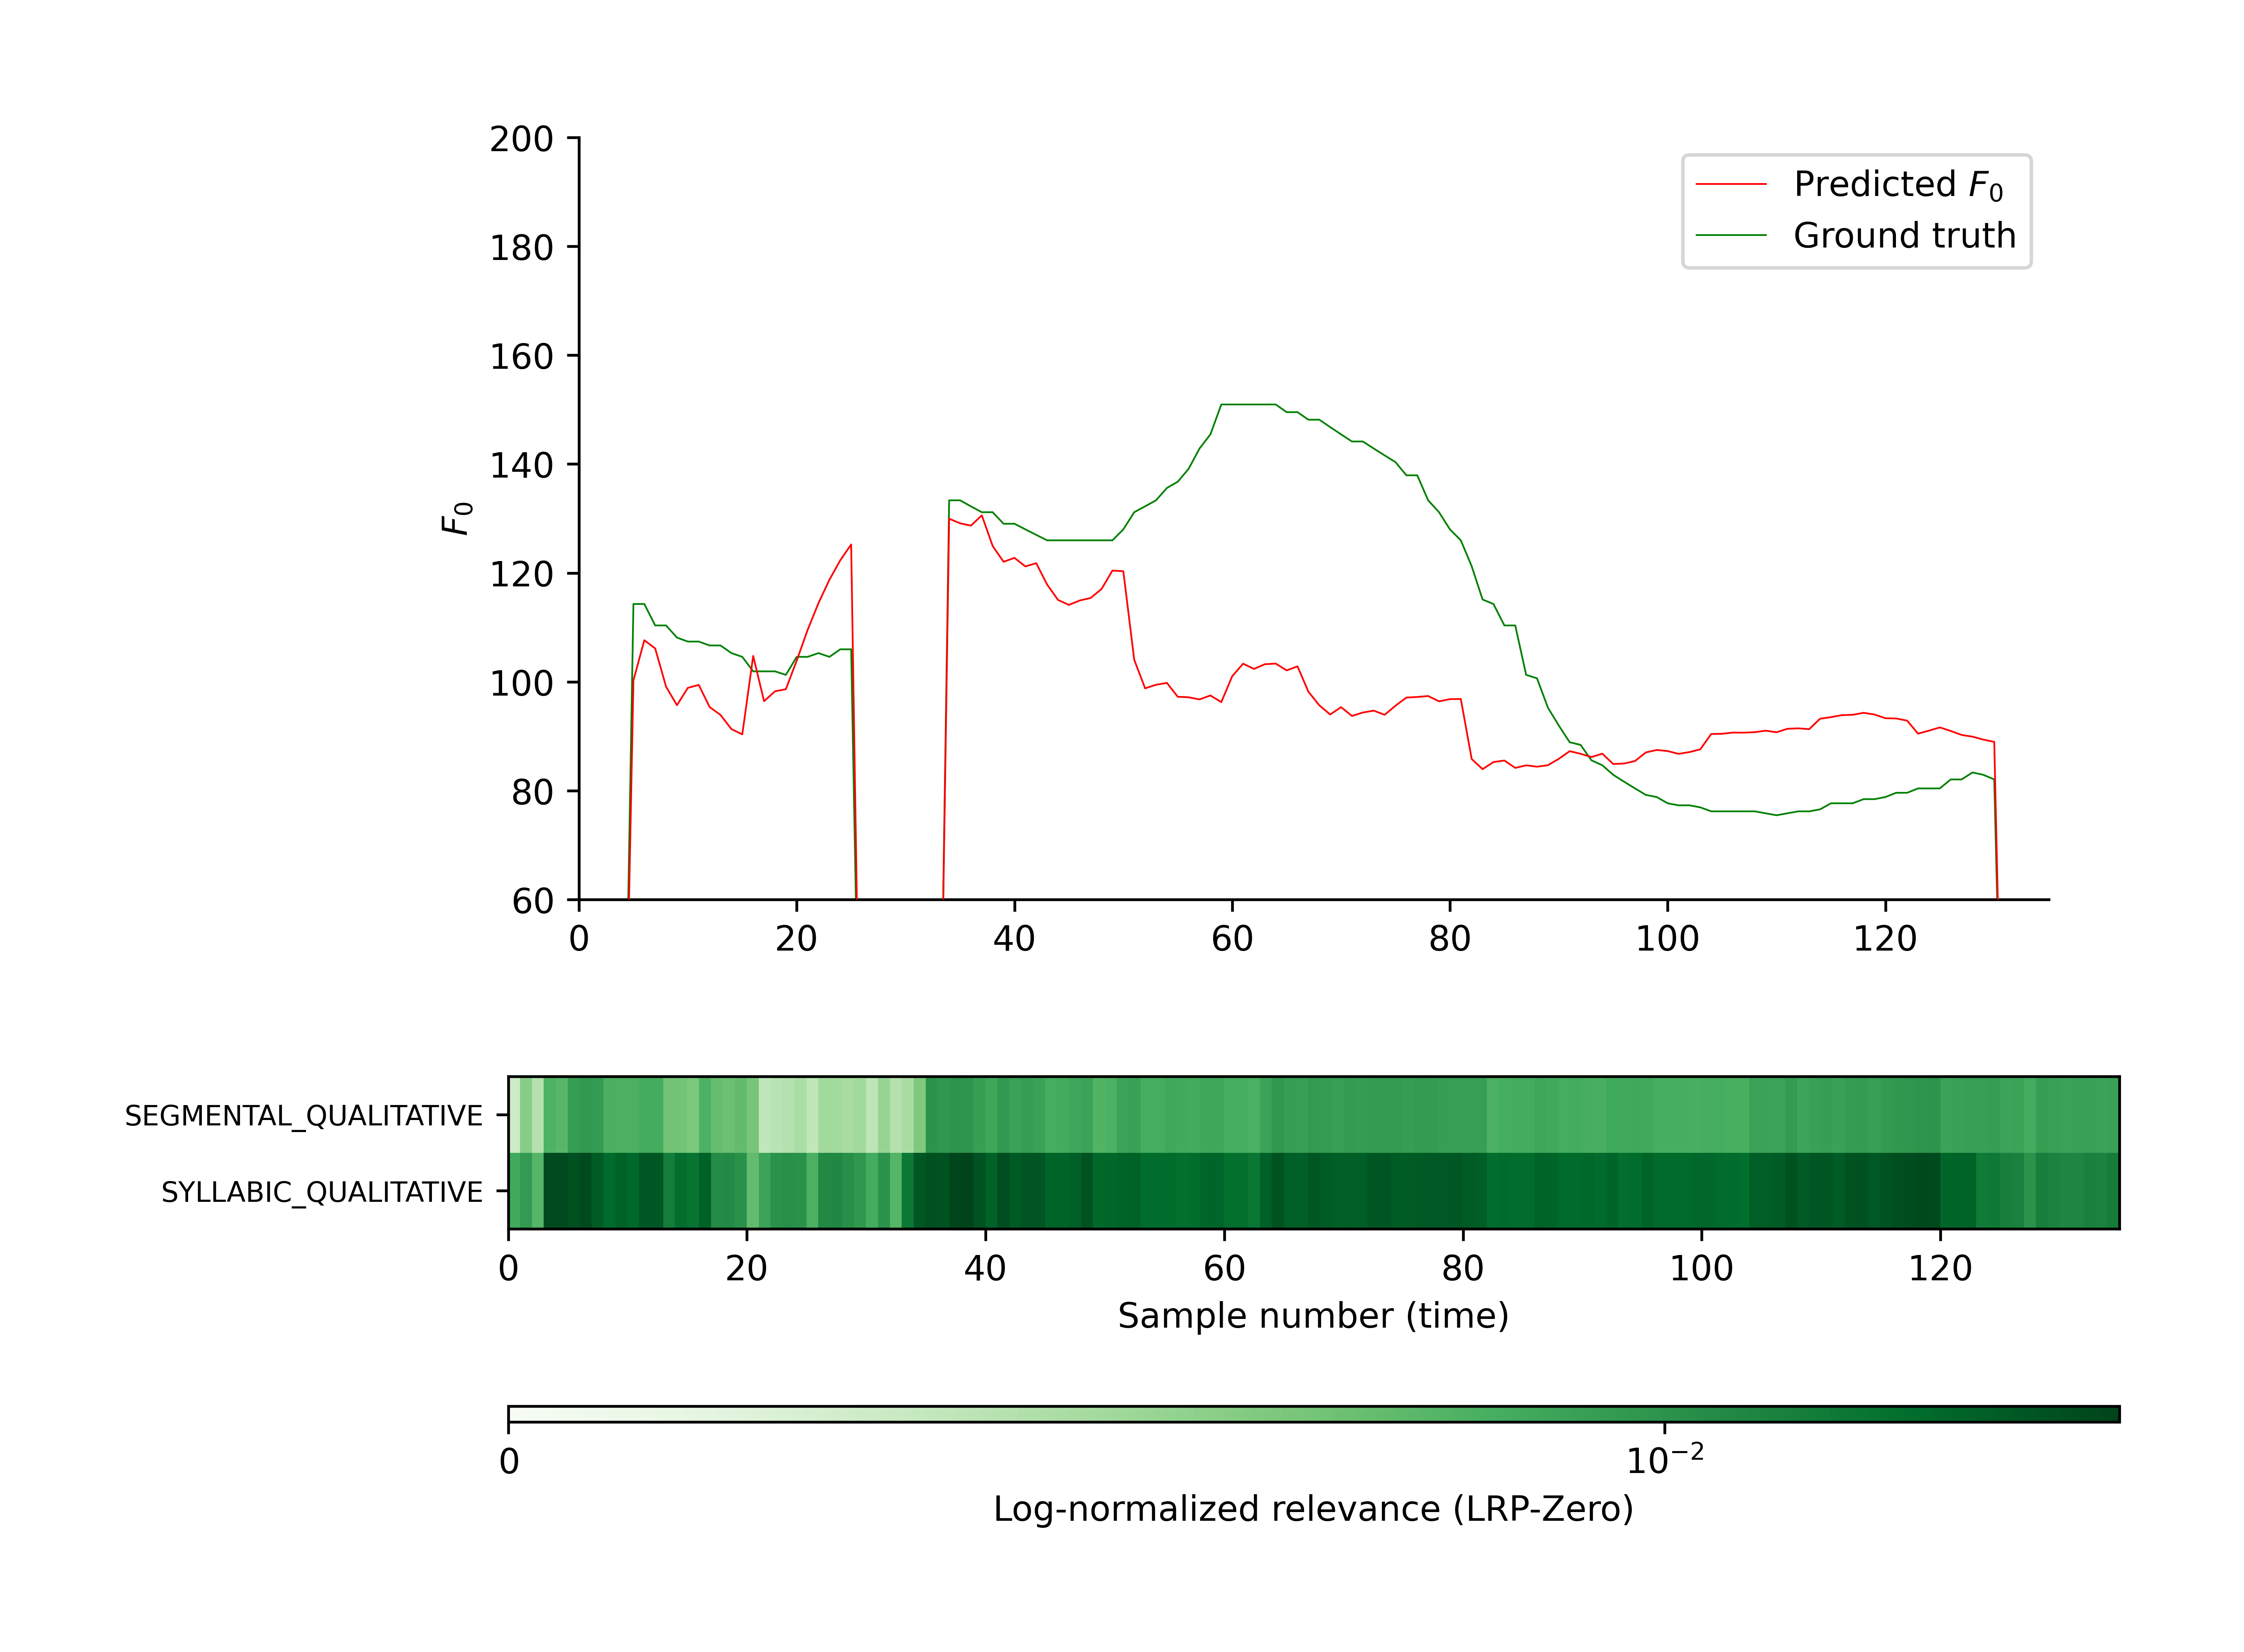 200
180
160
140
120
100
80
60
F₀
Predicted F₀
Ground truth
0 20 40 60 80 100 120
SEGMENTAL_QUALITATIVE
SYLLABIC_QUALITATIVE
0 20 40 60 80 100 120
Sample number (time)
0 10⁻²
Log-normalized relevance (LRP-Zero)